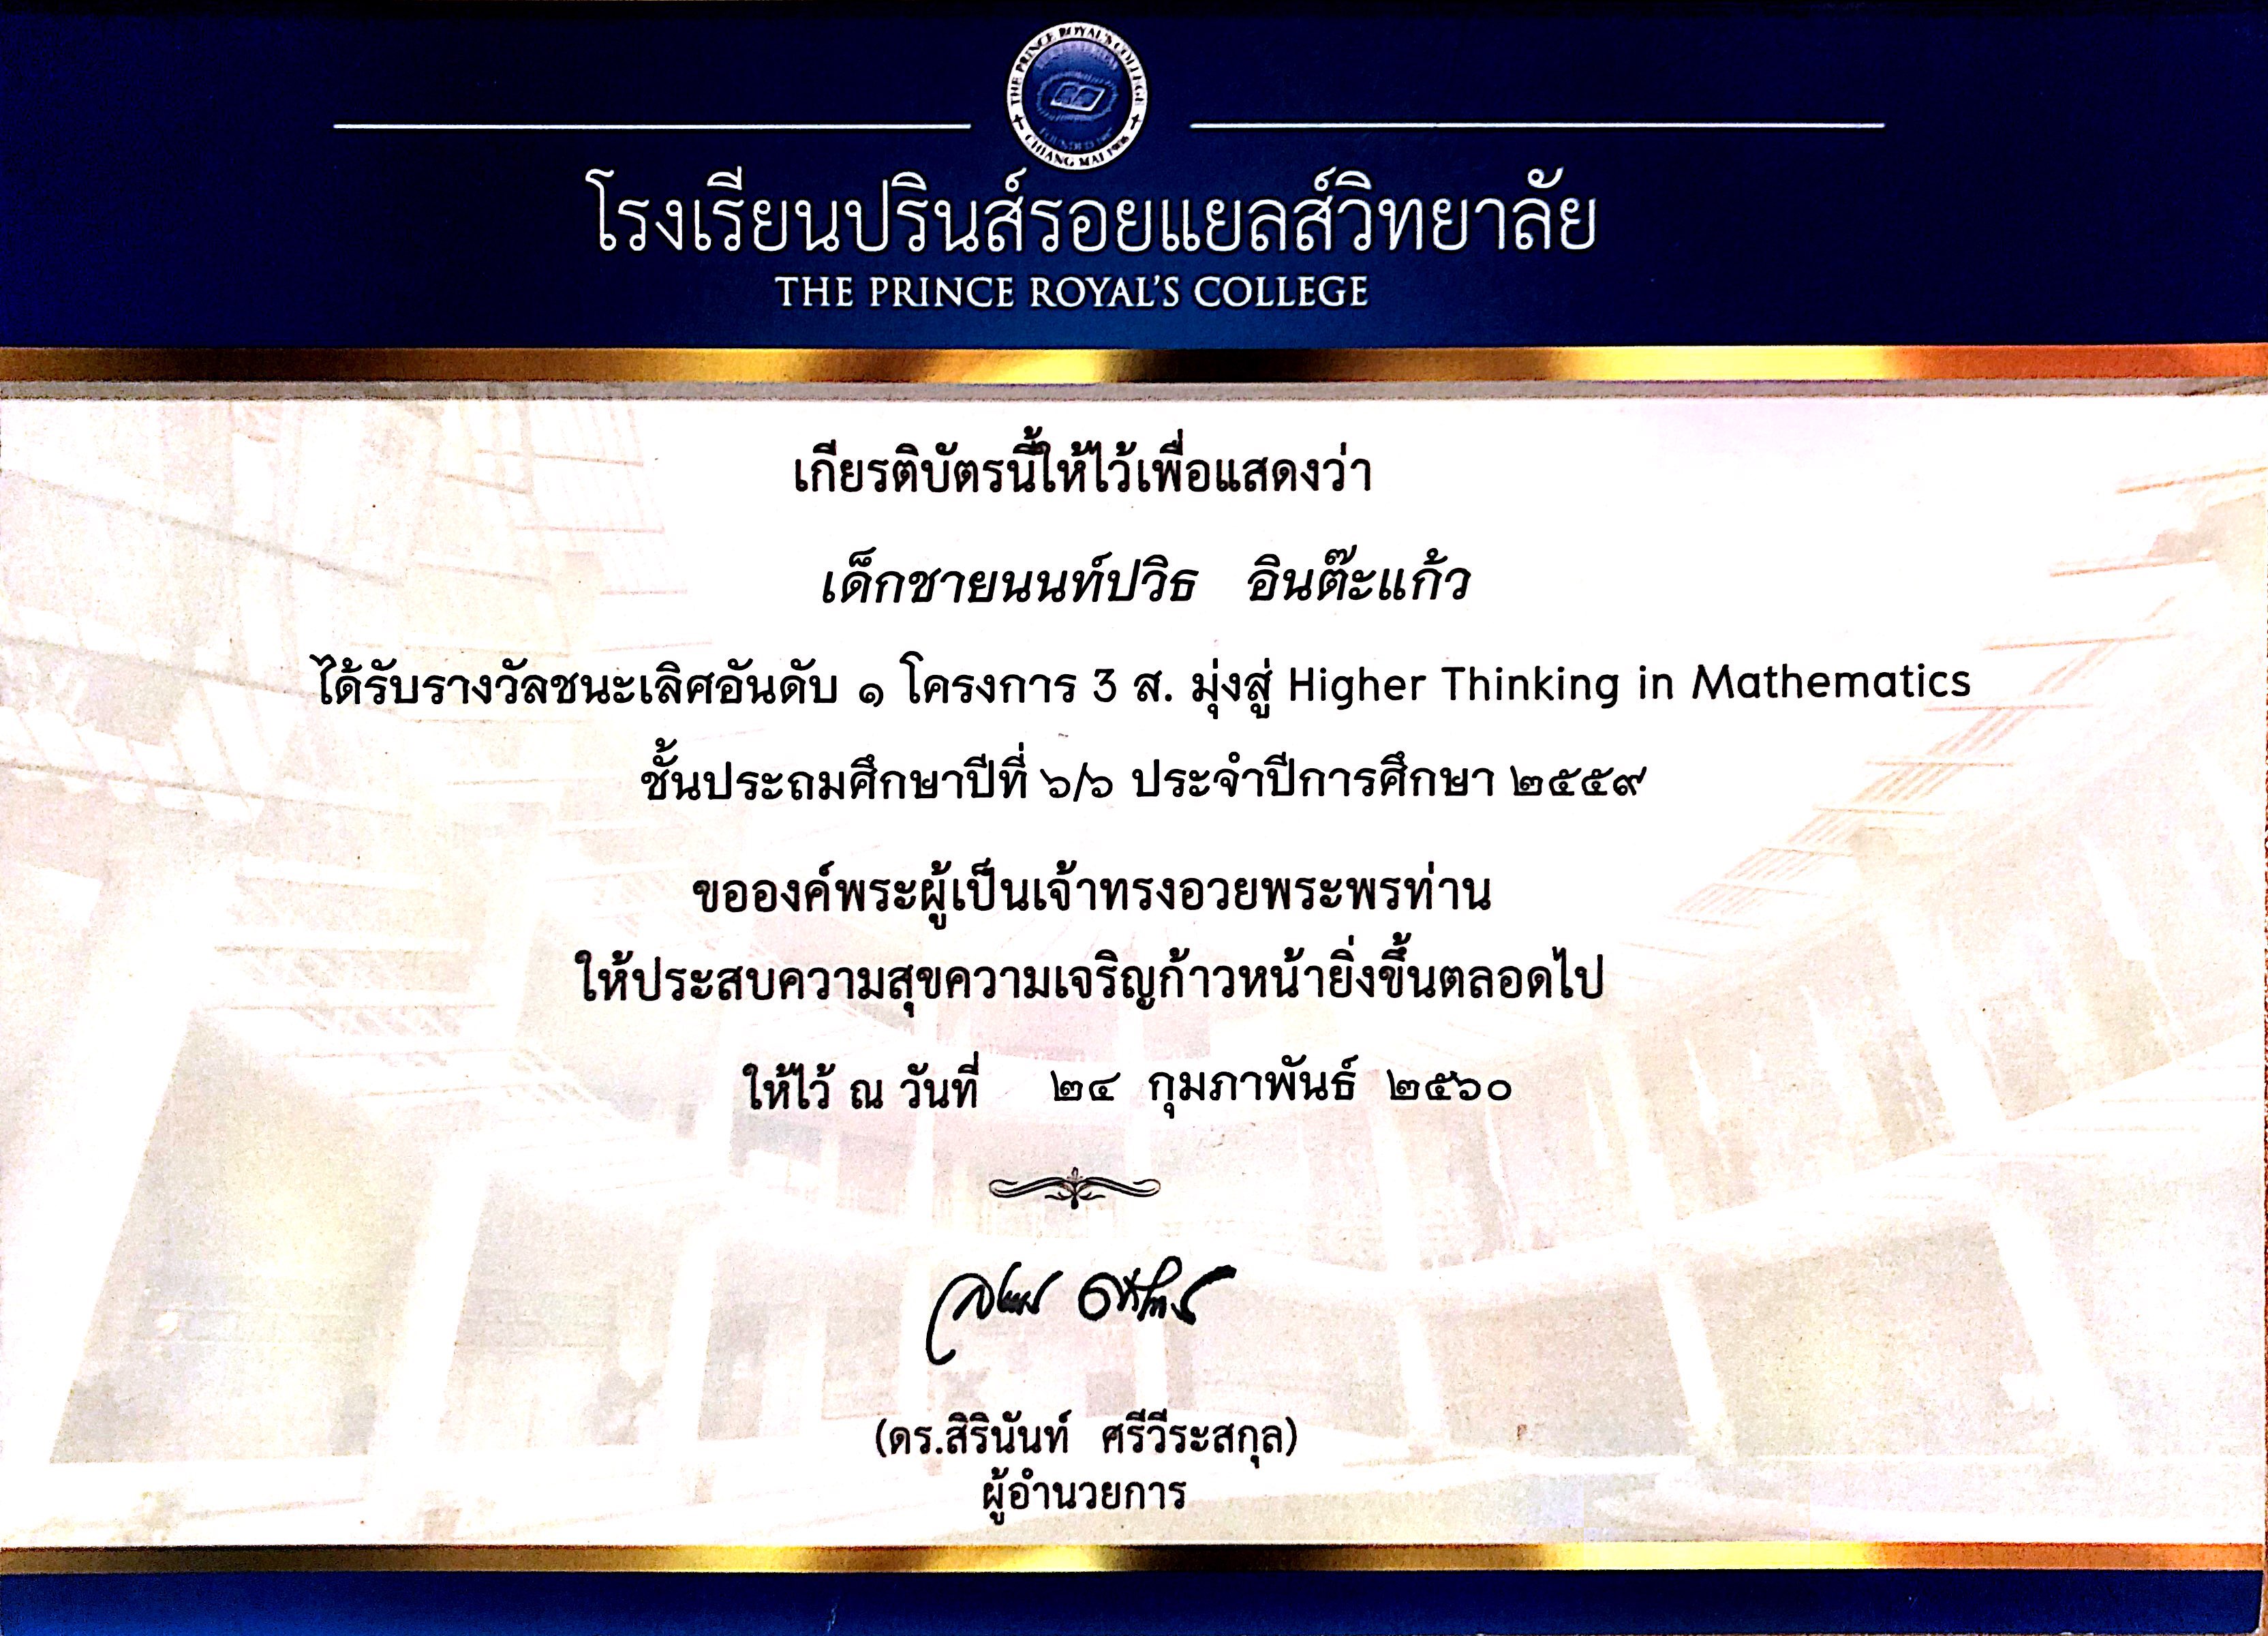 THE PRINCE ROYAL'S COLLEGE
CHIANG MAI
โรงเรียนปรินส์รอยแยลส์วิทยาลัย
THE PRINCE ROYAL'S COLLEGE
เกียรติบัตรนี้ให้ไว้เพื่อแสดงว่า
เด็กชายนนท์ปวิธ อินต๊ะแก้ว
ได้รับรางวัลชนะเลิศอันดับ ๑ โครงการ 3 ส. มุ่งสู่ Higher Thinking in Mathematics
ชั้นประถมศึกษาปีที่ ๖/๖ ประจำปีการศึกษา ๒๕๕๙
ขอองค์พระผู้เป็นเจ้าทรงอวยพระพรท่าน
ให้ประสบความสุขความเจริญก้าวหน้ายิ่งขึ้นตลอดไป
ให้ไว้ ณ วันที่ ๒๔ กุมภาพันธ์ ๒๕๖๐
(ดร.สิรินันท์ ศรีวีระสกุล)
ผู้อำนวยการ